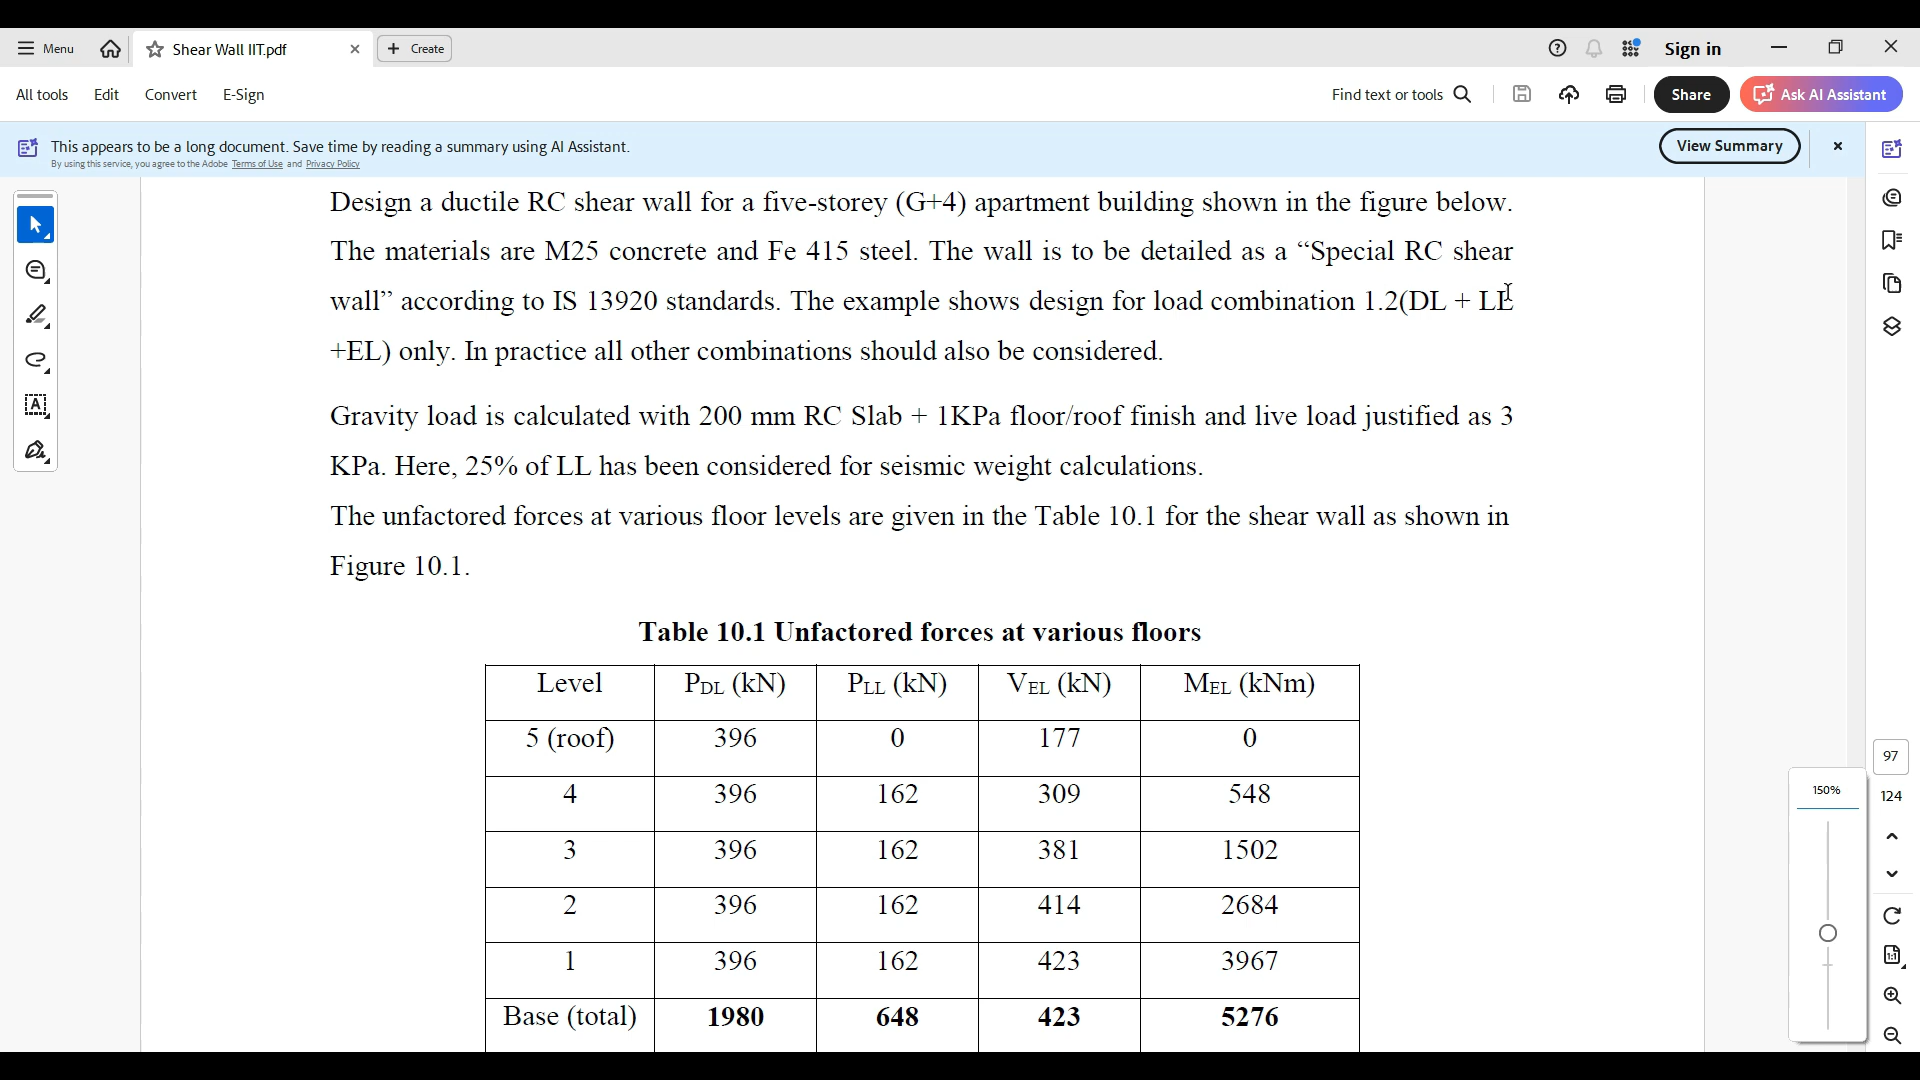 Menu
Shear Wall IIT.pdf
Create
Sign in
All tools
Edit
Convert
E-Sign
Find text or tools
Share
Ask AI Assistant
This appears to be a long document. Save time by reading a summary using AI Assistant.
By using this service, you agree to the Adobe Terms of Use and Privacy Policy
View Summary
Design a ductile RC shear wall for a five-storey (G+4) apartment building shown in the figure below.
The materials are M25 concrete and Fe 415 steel. The wall is to be detailed as a “Special RC shear
wall” according to IS 13920 standards. The example shows design for load combination 1.2(DL + LL
+EL) only. In practice all other combinations should also be considered.
Gravity load is calculated with 200 mm RC Slab + 1KPa floor/roof finish and live load justified as 3
KPa. Here, 25% of LL has been considered for seismic weight calculations.
The unfactored forces at various floor levels are given in the Table 10.1 for the shear wall as shown in
Figure 10.1.
Table 10.1 Unfactored forces at various floors
Level PDL (kN) PLL (kN) VEL (kN) MEL (kNm)
5 (roof) 396 0 177 0
4 396 162 309 548
3 396 162 381 1502
2 396 162 414 2684
1 396 162 423 3967
Base (total) 1980 648 423 5276
97
124
150%